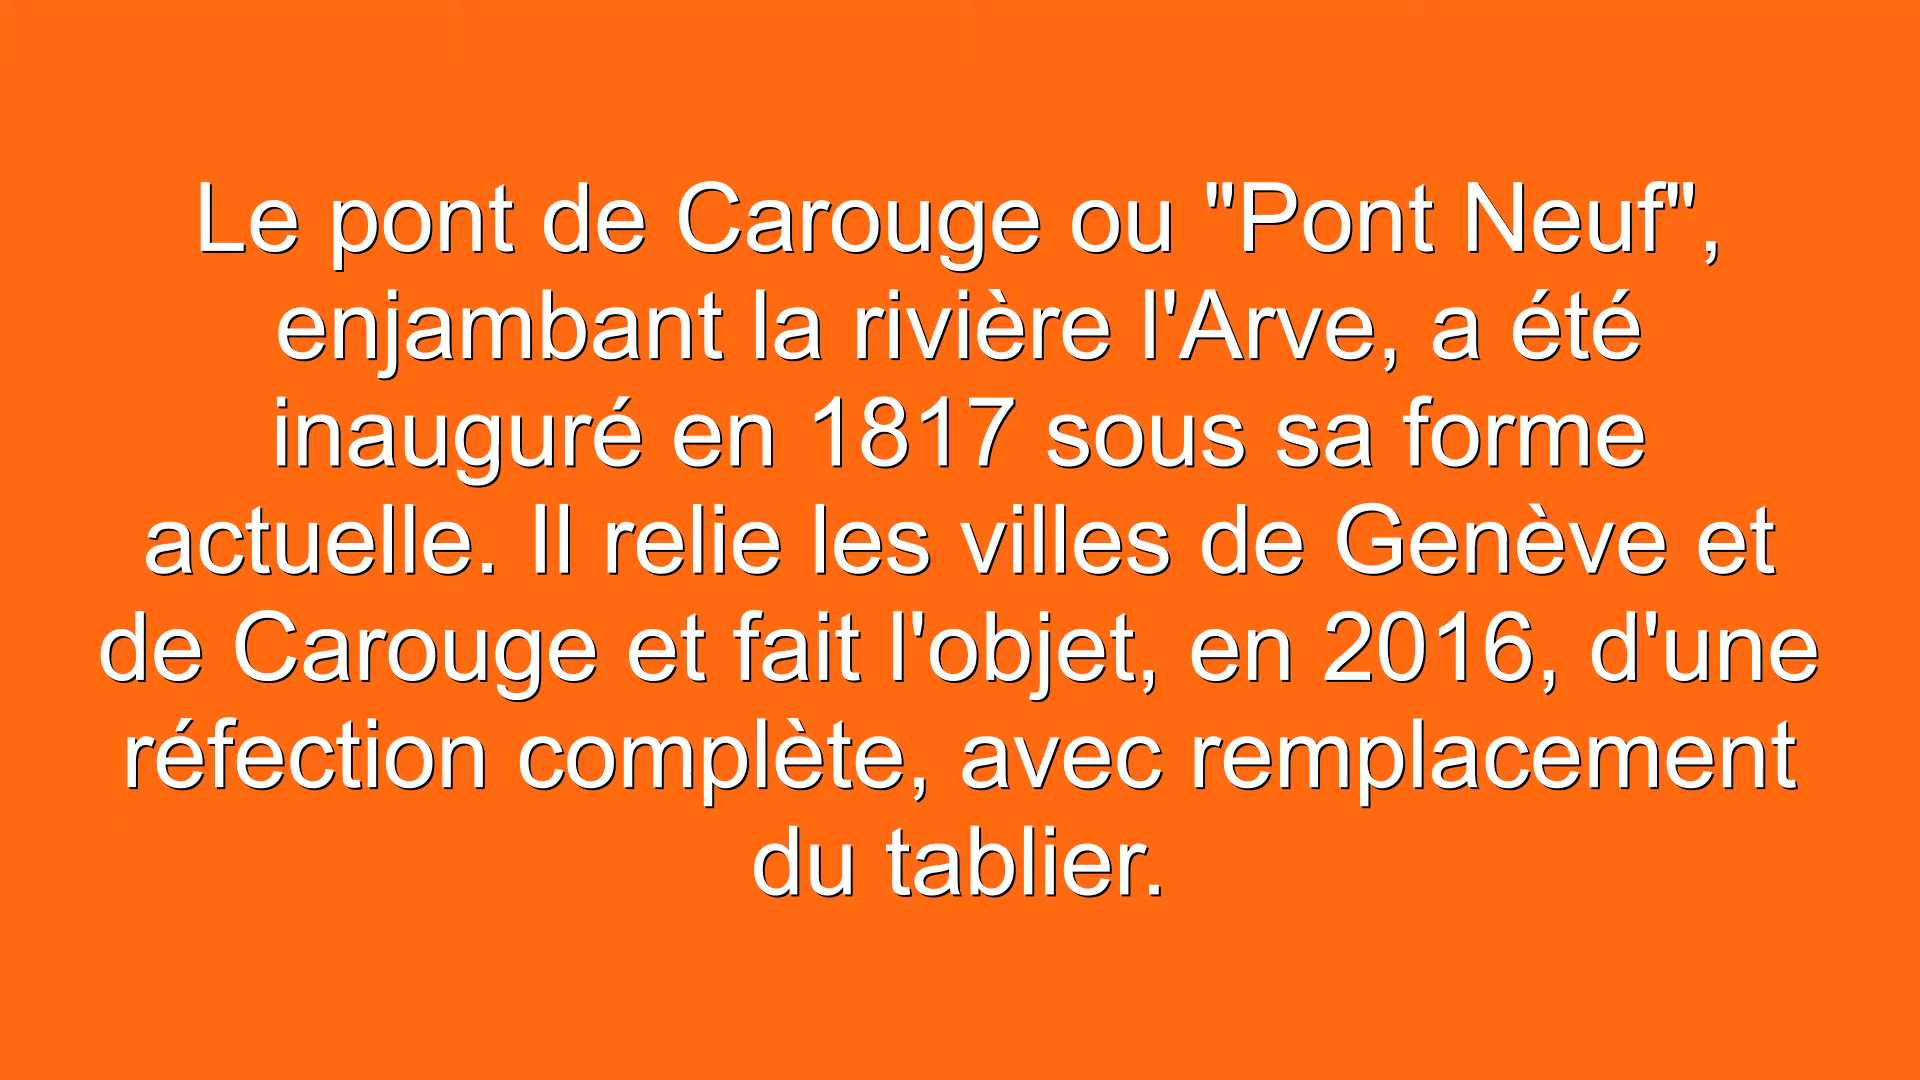 Le pont de Carouge ou "Pont Neuf",
enjambant la rivière l'Arve, a été
inauguré en 1817 sous sa forme
actuelle. Il relie les villes de Genève et
de Carouge et fait l'objet, en 2016, d'une
réfection complète, avec remplacement
du tablier.